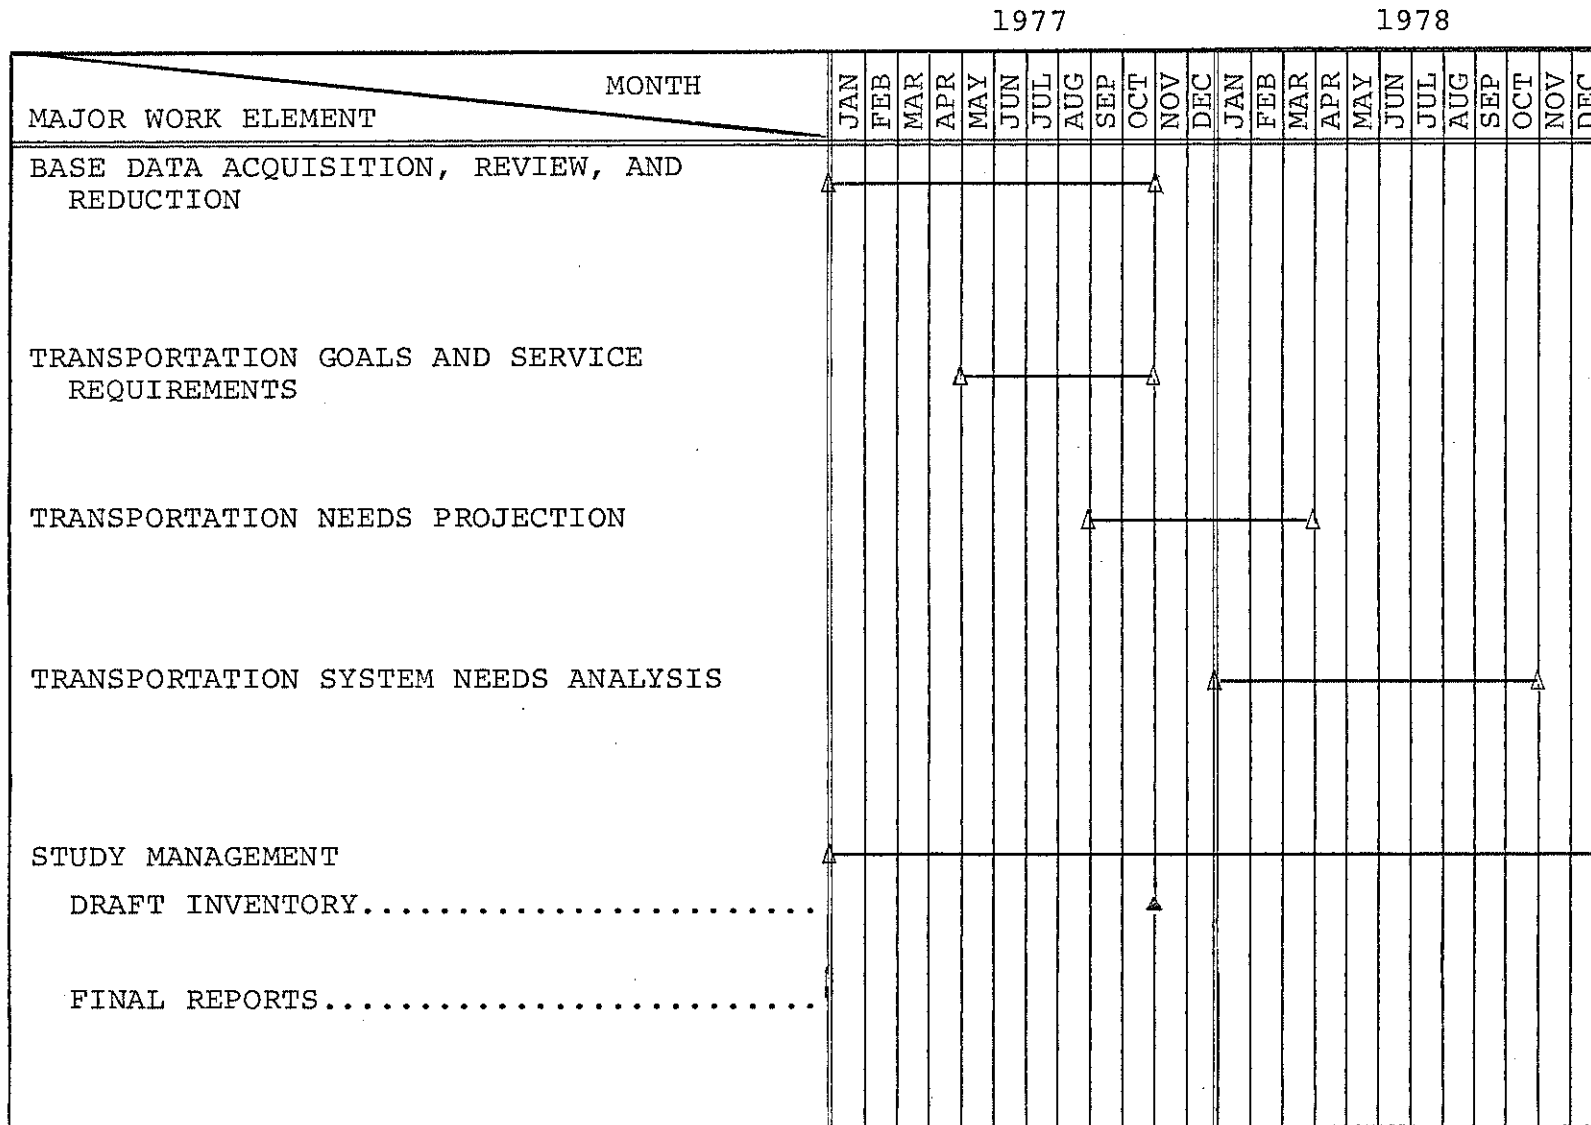 1977 1978
MONTH
MAJOR WORK ELEMENT
JAN FEB MAR APR MAY JUN JUL AUG SEP OCT NOV DEC JAN FEB MAR APR MAY JUN JUL AUG SEP OCT NOV DEC
BASE DATA ACQUISITION, REVIEW, AND
REDUCTION
TRANSPORTATION GOALS AND SERVICE
REQUIREMENTS
TRANSPORTATION NEEDS PROJECTION
TRANSPORTATION SYSTEM NEEDS ANALYSIS
STUDY MANAGEMENT
DRAFT INVENTORY........................
FINAL REPORTS..........................